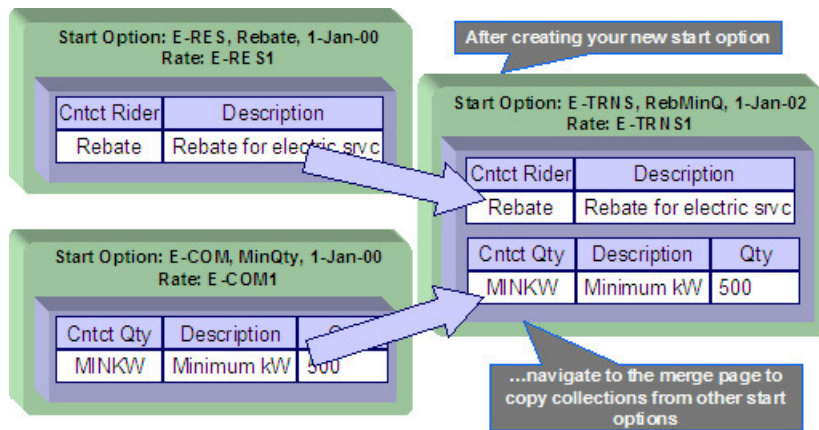 Start Option: E-RES, Rebate, 1-Jan-00
Rate: E-RES1
Cntct Rider Description
Rebate Rebate for electric srvc
Start Option: E-COM, MinQty, 1-Jan-00
Rate: E-COM1
Cntct Qty Description
MINKW Minimum kW 500
After creating your new start option
Start Option: E-TRNS, RebMinQ, 1-Jan-02
Rate: E-TRNS1
Cntct Rider Description
Rebate Rebate for electric srvc
Cntct Qty Description Qty
MINKW Minimum kW 500
...navigate to the merge page to
copy collections from other start
options